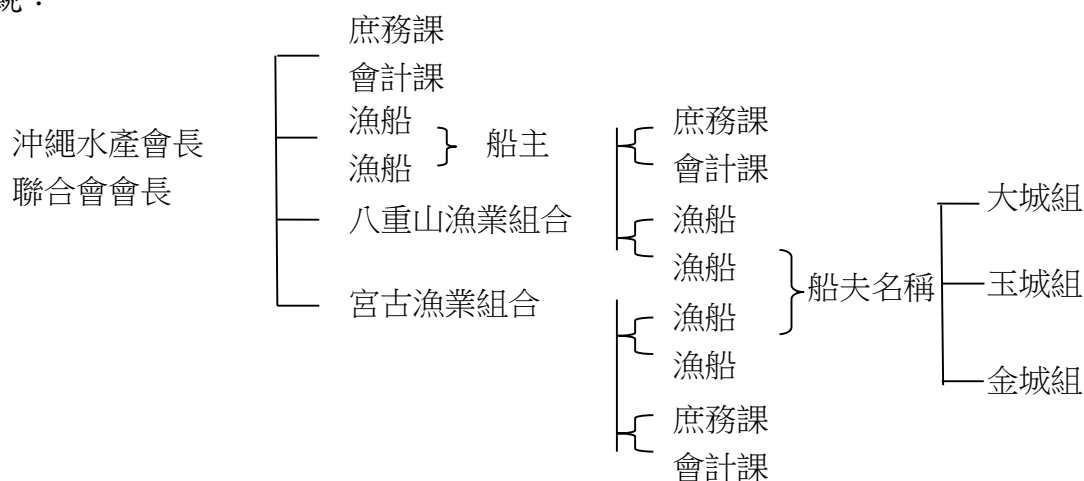 統：
庶務課
會計課
沖繩水產會長
聯合會會長
漁船
漁船
船主
八重山漁業組合
宮古漁業組合
庶務課
會計課
漁船
漁船
漁船
漁船
庶務課
會計課
船夫名稱
大城組
玉城組
金城組